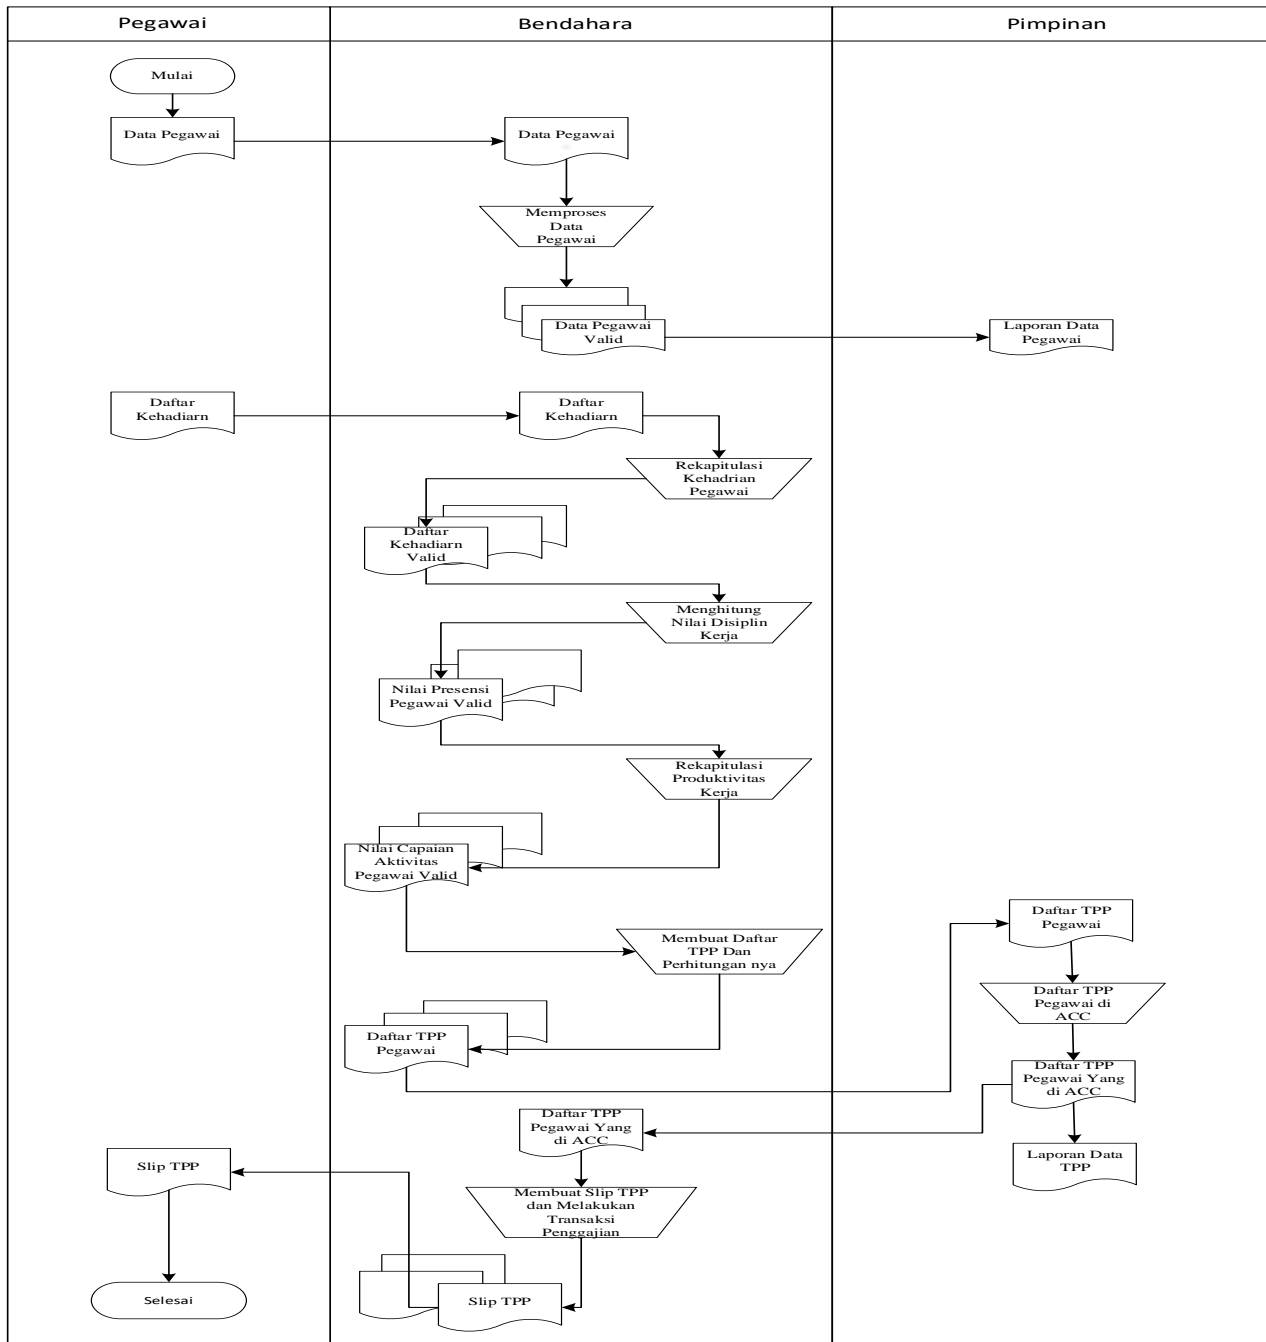 Pegawai
Bendahara
Pimpinan
Mulai
Data Pegawai
Data Pegawai
Memproses
Data
Pegawai
Data Pegawai
Valid
Laporan Data
Pegawai
Daftar
Kehadiarn
Daftar
Kehadiarn
Rekapitulasi
Kehadrian
Pegawai
Daftar
Kehadiarn
Valid
Menghitung
Nilai Disiplin
Kerja
Nilai Presensi
Pegawai Valid
Rekapitulasi
Produktivitas
Kerja
Nilai Capaian
Aktivitas
Pegawai Valid
Membuat Daftar
TPP Dan
Perhitungan nya
Daftar TPP
Pegawai
Daftar TPP
Pegawai
Daftar TPP
Pegawai di
ACC
Daftar TPP
Pegawai Yang
di ACC
Laporan Data
TPP
Daftar TPP
Pegawai Yang
di ACC
Membuat Slip TPP
dan Melakukan
Transaksi
Penggajian
Slip TPP
Slip TPP
Selesai